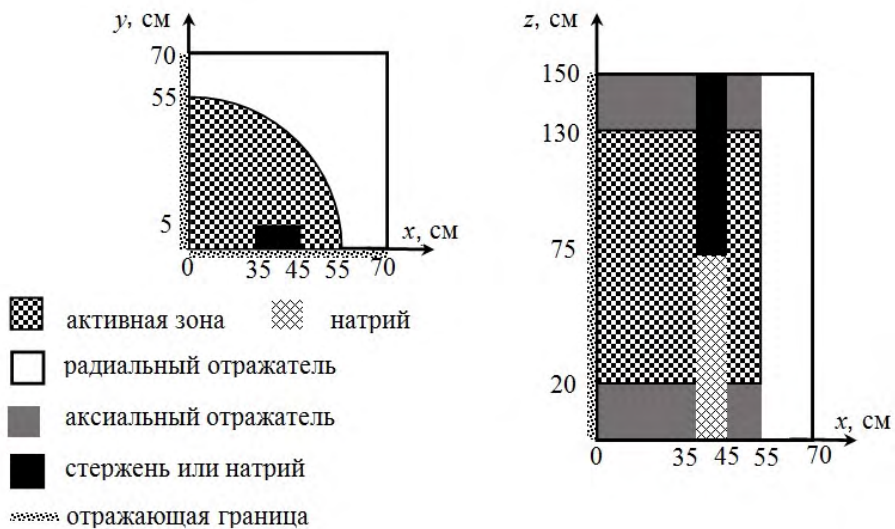 y, см
70
55
5
x, см
0
35 45 55 70
z, см
150
130
75
20
x, см
0
35 45 55 70
активная зона
натрий
радиальный отражатель
аксиальный отражатель
стержень или натрий
отражающая граница